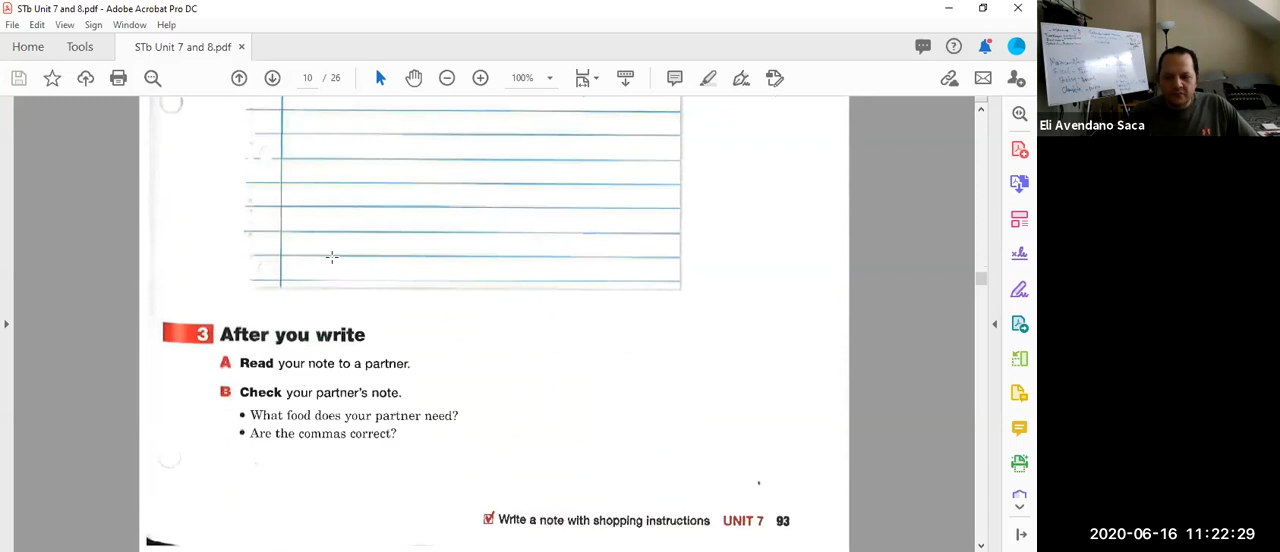 STb Unit 7 and 8.pdf - Adobe Acrobat Pro DC
File Edit View Sign Window Help
Home Tools STb Unit 7 and 8.pdf ×
10 / 26 100%
Eli Avendano Saca
3 After you write
A Read your note to a partner.
B Check your partner's note.
• What food does your partner need?
• Are the commas correct?
Write a note with shopping instructions UNIT 7 93
2020-06-16 11:22:29